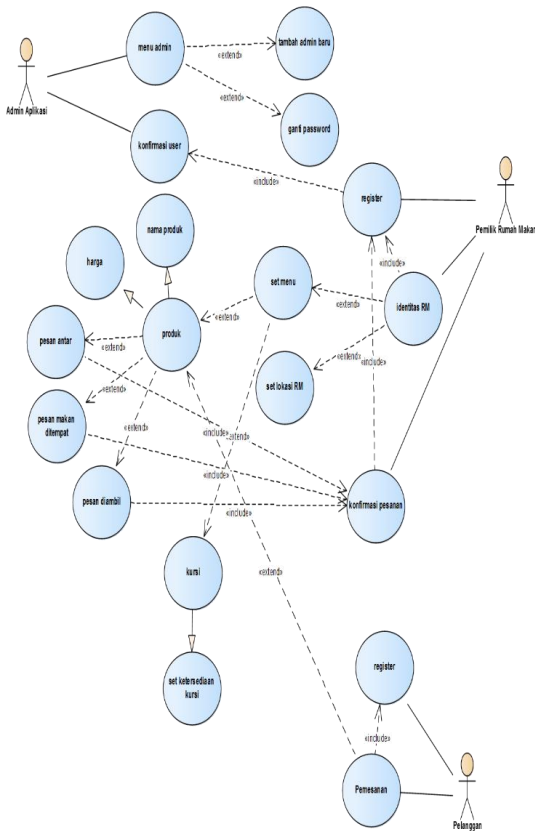 menu admin
tambah admin baru
«extend»
Admin Aplikasi
«extend»
ganti password
konfirmasi user
«include»
register
Pemilik Rumah Makan
nama produk
harga
set menu
«include»
identitas RM
«extend»
«extend»
produk
pesan antar
«extend»
«extend»
«include»
set lokasi RM
«extend»
pesan makan
ditempat
«extend»
«include»
«extend»
«include»
pesan diambil
«include»
konfirmasi pesanan
kursi
«extend»
set ketersediaan
kursi
register
«include»
Pemesanan
Pelanggan